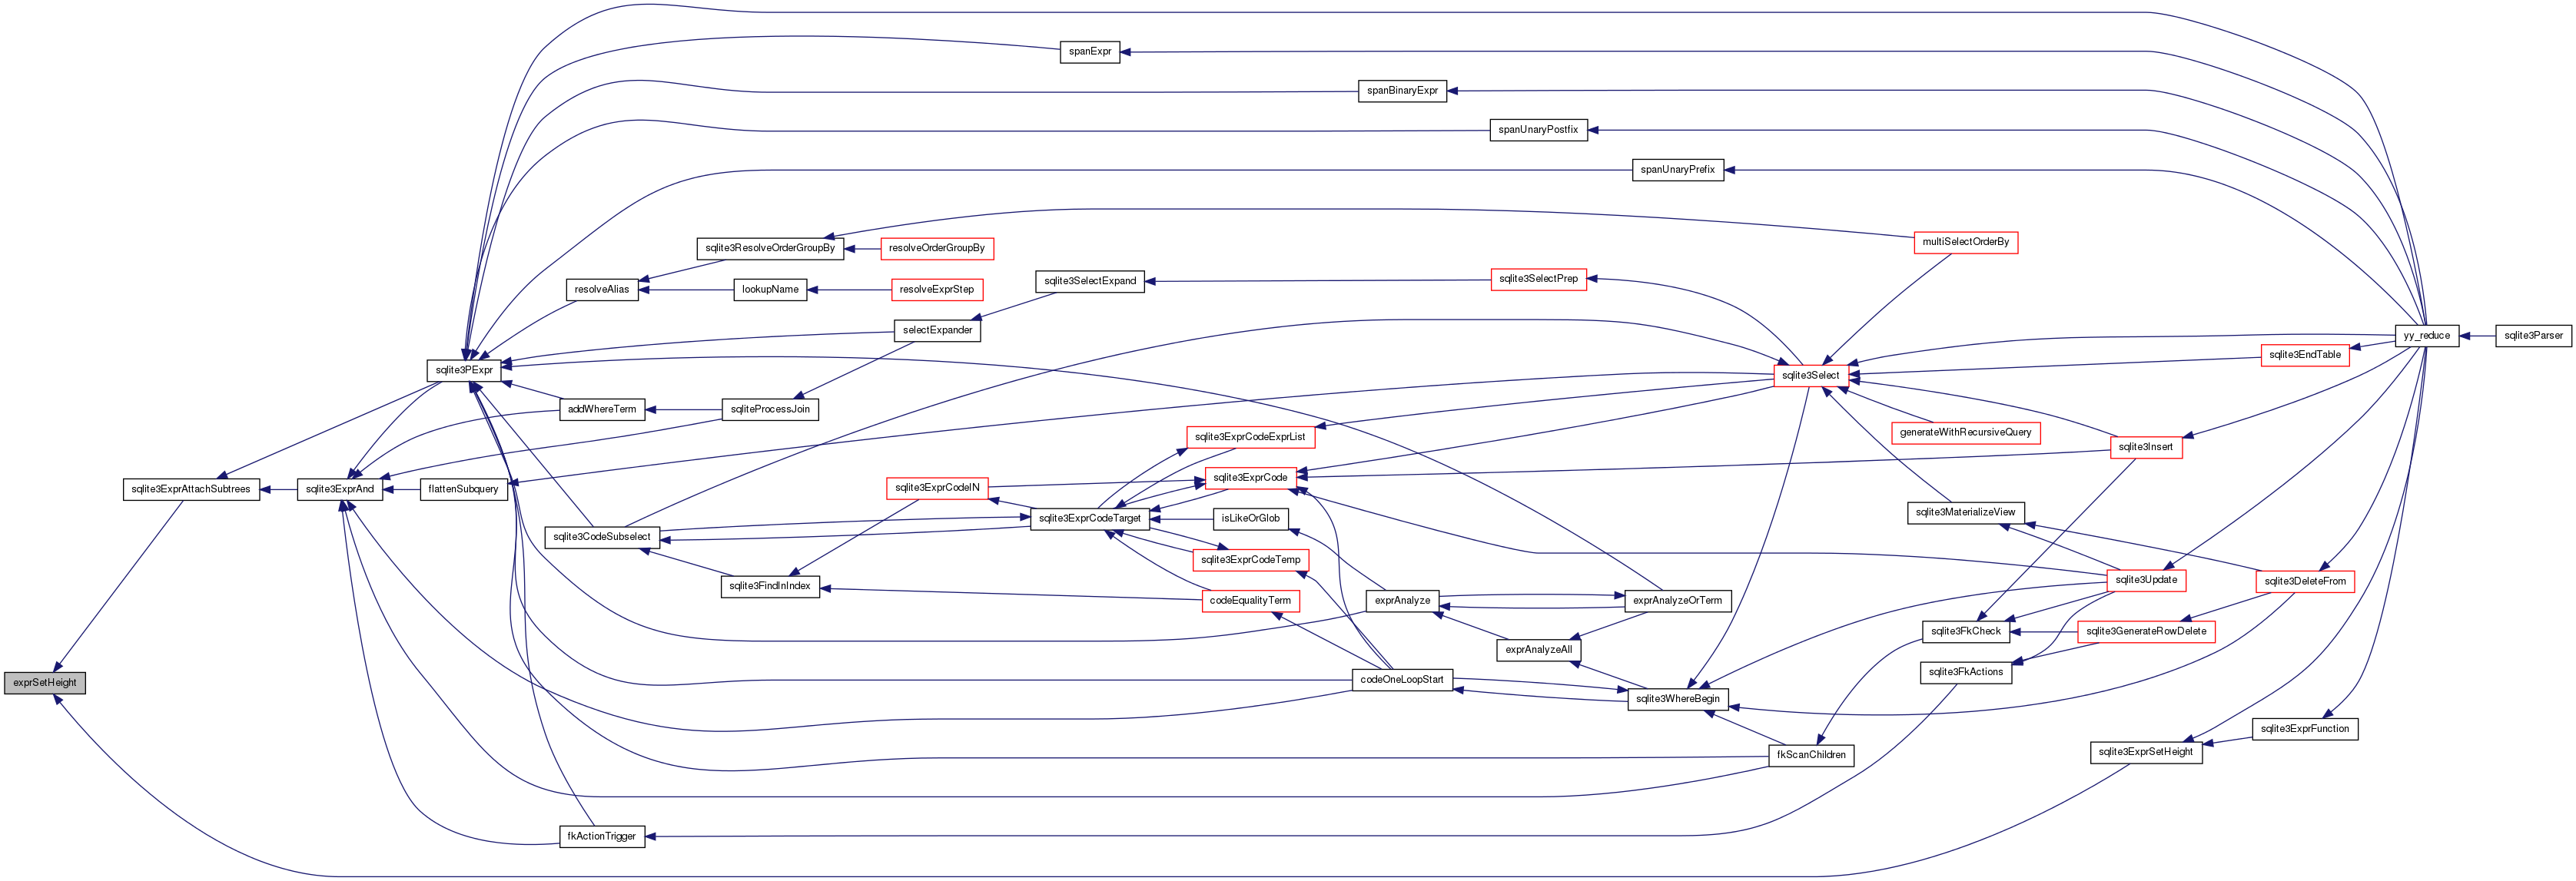 spanExpr
spanBinaryExpr
spanUnaryPostfix
spanUnaryPrefix
sqlite3ResolveOrderGroupBy
resolveOrderGroupBy
multiSelectOrderBy
resolveAlias
lookupName
resolveExprStep
sqlite3SelectExpand
sqlite3SelectPrep
selectExpander
yy_reduce
sqlite3Parser
sqlite3EndTable
sqlite3PExpr
sqlite3Select
addWhereTerm
sqliteProcessJoin
sqlite3ExprCodeExprList
generateWithRecursiveQuery
sqlite3Insert
sqlite3ExprAttachSubtrees
sqlite3ExprAnd
flattenSubquery
sqlite3ExprCodeIN
sqlite3ExprCode
sqlite3MaterializeView
sqlite3ExprCodeTarget
isLikeOrGlob
sqlite3CodeSubselect
sqlite3ExprCodeTemp
sqlite3FindInIndex
sqlite3Update
sqlite3DeleteFrom
codeEqualityTerm
exprAnalyze
exprAnalyzeOrTerm
sqlite3FkCheck
sqlite3GenerateRowDelete
exprAnalyzeAll
sqlite3FkActions
exprSetHeight
codeOneLoopStart
sqlite3WhereBegin
sqlite3ExprFunction
fkScanChildren
sqlite3ExprSetHeight
fkActionTrigger